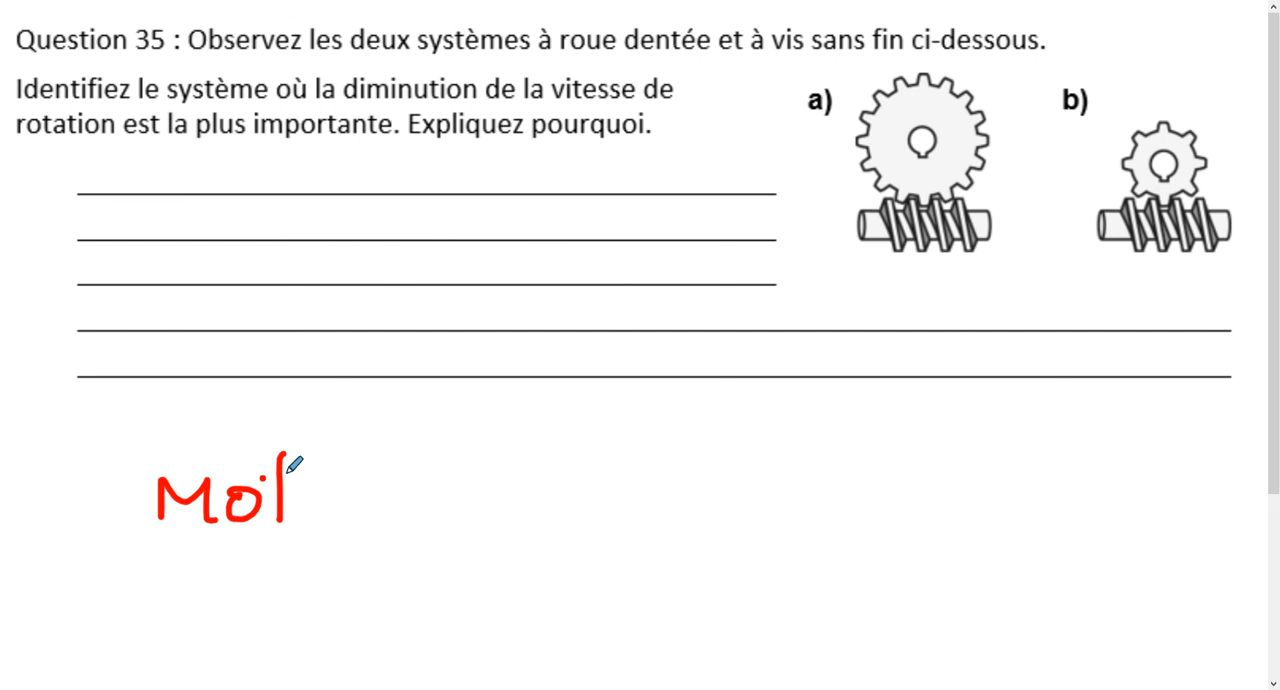 Question 35 : Observez les deux systèmes à roue dentée et à vis sans fin ci-dessous.
Identifiez le système où la diminution de la vitesse de
rotation est la plus importante. Expliquez pourquoi.
a)
b)